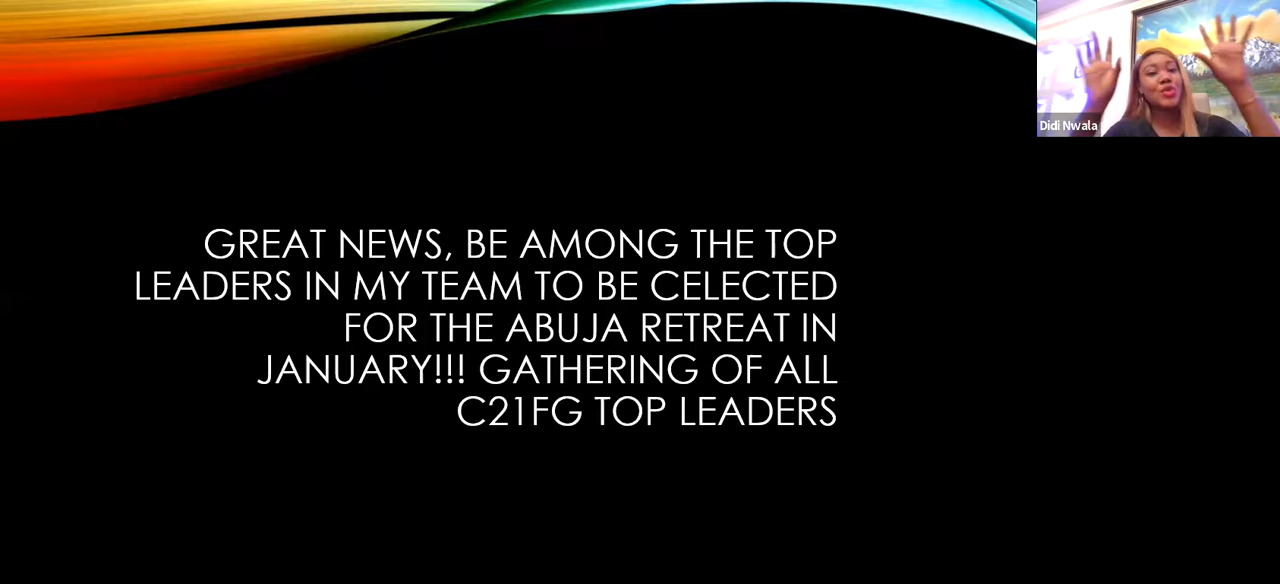 Didi Nwala
GREAT NEWS, BE AMONG THE TOP
LEADERS IN MY TEAM TO BE CELECTED
FOR THE ABUJA RETREAT IN
JANUARY!!! GATHERING OF ALL
C21FG TOP LEADERS